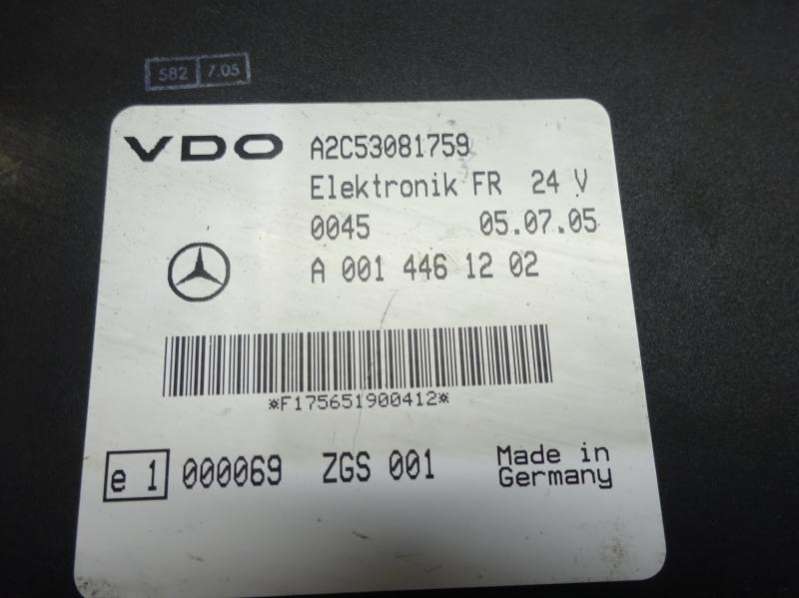 582 7.05
VDO A2C53081759
Elektronik FR 24 V
0045 05.07.05
A 001 446 12 02
*F175651900412*
e 1 000069 ZGS 001 Made in
Germany